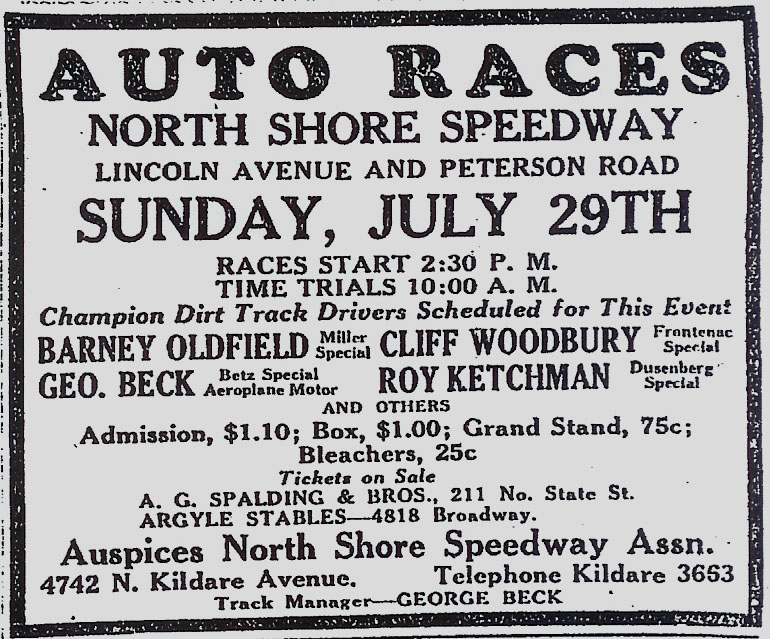 AUTO RACES
NORTH SHORE SPEEDWAY
LINCOLN AVENUE AND PETERSON ROAD
SUNDAY, JULY 29TH
RACES START 2:30 P. M.
TIME TRIALS 10:00 A. M.
Champion Dirt Track Drivers Scheduled for This Event
BARNEY OLDFIELD Miller Special CLIFF WOODBURY Frontenac Special
GEO. BECK Betz Special Aeroplane Motor ROY KETCHMAN Dusenberg Special
AND OTHERS
Admission, $1.10; Box, $1.00; Grand Stand, 75c;
Bleachers, 25c
Tickets on Sale
A. G. SPALDING & BROS., 211 No. State St.
ARGYLE STABLES—4818 Broadway.
Auspices North Shore Speedway Assn.
4742 N. Kildare Avenue. Telephone Kildare 3653
Track Manager—GEORGE BECK